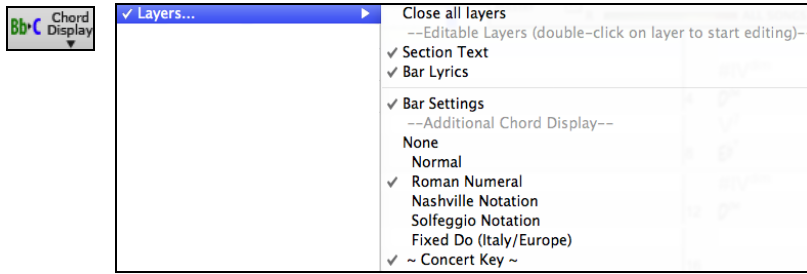 Bb▸C Chord Display
✓ Layers...
Close all layers
--Editable Layers (double-click on layer to start editing)-
✓ Section Text
✓ Bar Lyrics
✓ Bar Settings
--Additional Chord Display--
None
Normal
✓ Roman Numeral
Nashville Notation
Solfeggio Notation
Fixed Do (Italy/Europe)
✓ ~ Concert Key ~